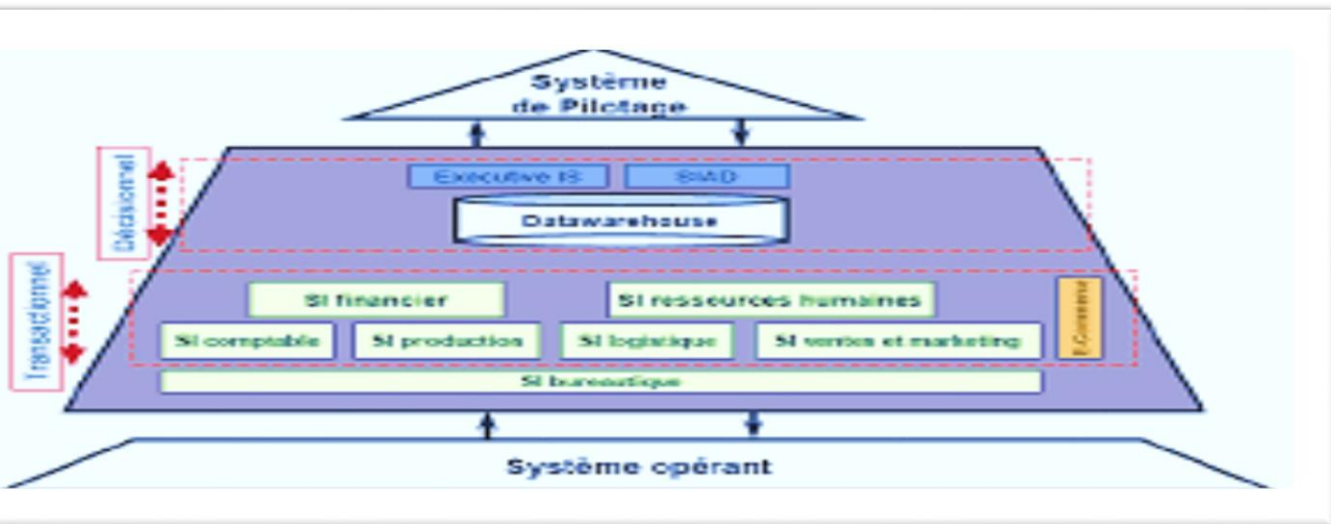 Système
de Pilotage
Décisionnel
Executive IS
SIAD
Datawarehouse
Transactionnel
SI financier
SI ressources humaines
SI comptable
SI production
SI logistique
SI ventes et marketing
SI bureautique
Système opérant